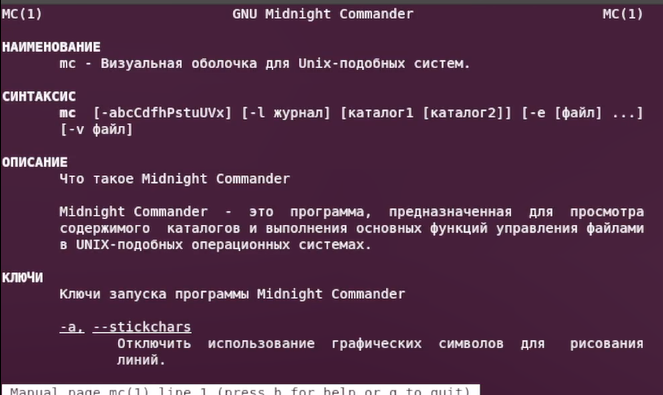 MC(1) GNU Midnight Commander MC(1)
НАИМЕНОВАНИЕ
mc - Визуальная оболочка для Unix-подобных систем.
СИНТАКСИС
mc [-abcCdfhPstuUVx] [-l журнал] [каталог1 [каталог2]] [-e [файл] ...]
[-v файл]
ОПИСАНИЕ
Что такое Midnight Commander
Midnight Commander - это программа, предназначенная для просмотра
содержимого каталогов и выполнения основных функций управления файлами
в UNIX-подобных операционных системах.
КЛЮЧИ
Ключи запуска программы Midnight Commander
-a, --stickchars
Отключить использование графических символов для рисования
линий.
Manual page mc(1) line 1 (press h for help or q to quit)